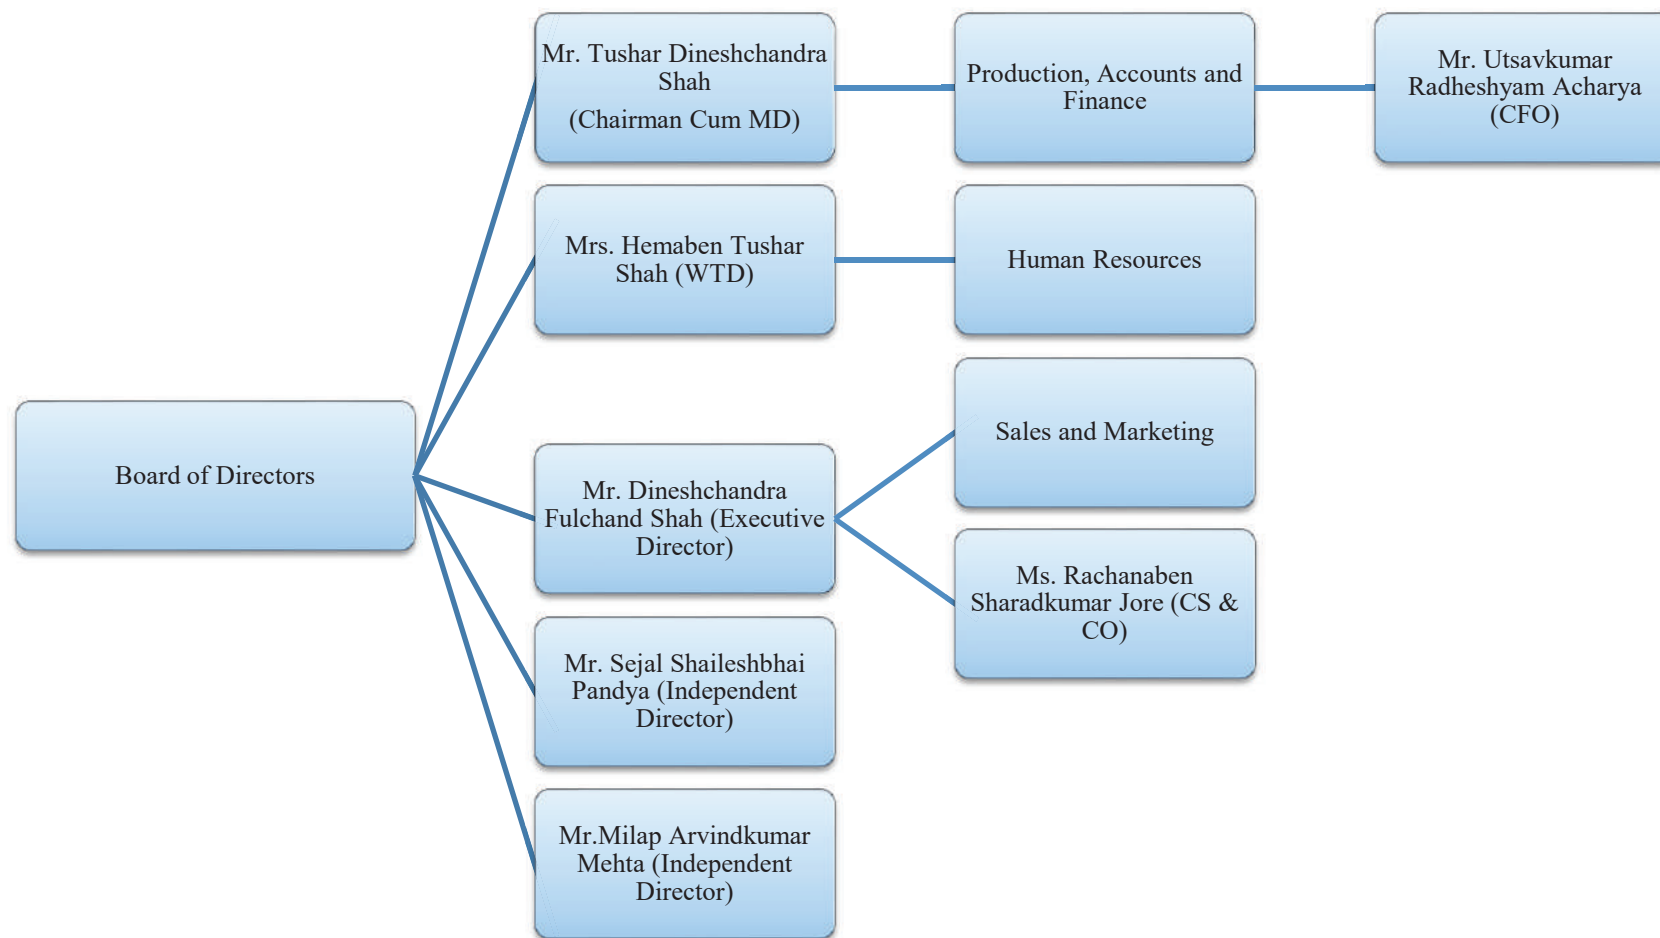 Mr. Tushar Dineshchandra
Shah
(Chairman Cum MD)
Production, Accounts and
Finance
Mr. Utsavkumar
Radheshyam Acharya
(CFO)
Mrs. Hemaben Tushar
Shah (WTD)
Human Resources
Board of Directors
Mr. Dineshchandra
Fulchand Shah (Executive
Director)
Sales and Marketing
Ms. Rachanaben
Sharadkumar Jore (CS &
CO)
Mr. Sejal Shaileshbhai
Pandya (Independent
Director)
Mr.Milap Arvindkumar
Mehta (Independent
Director)